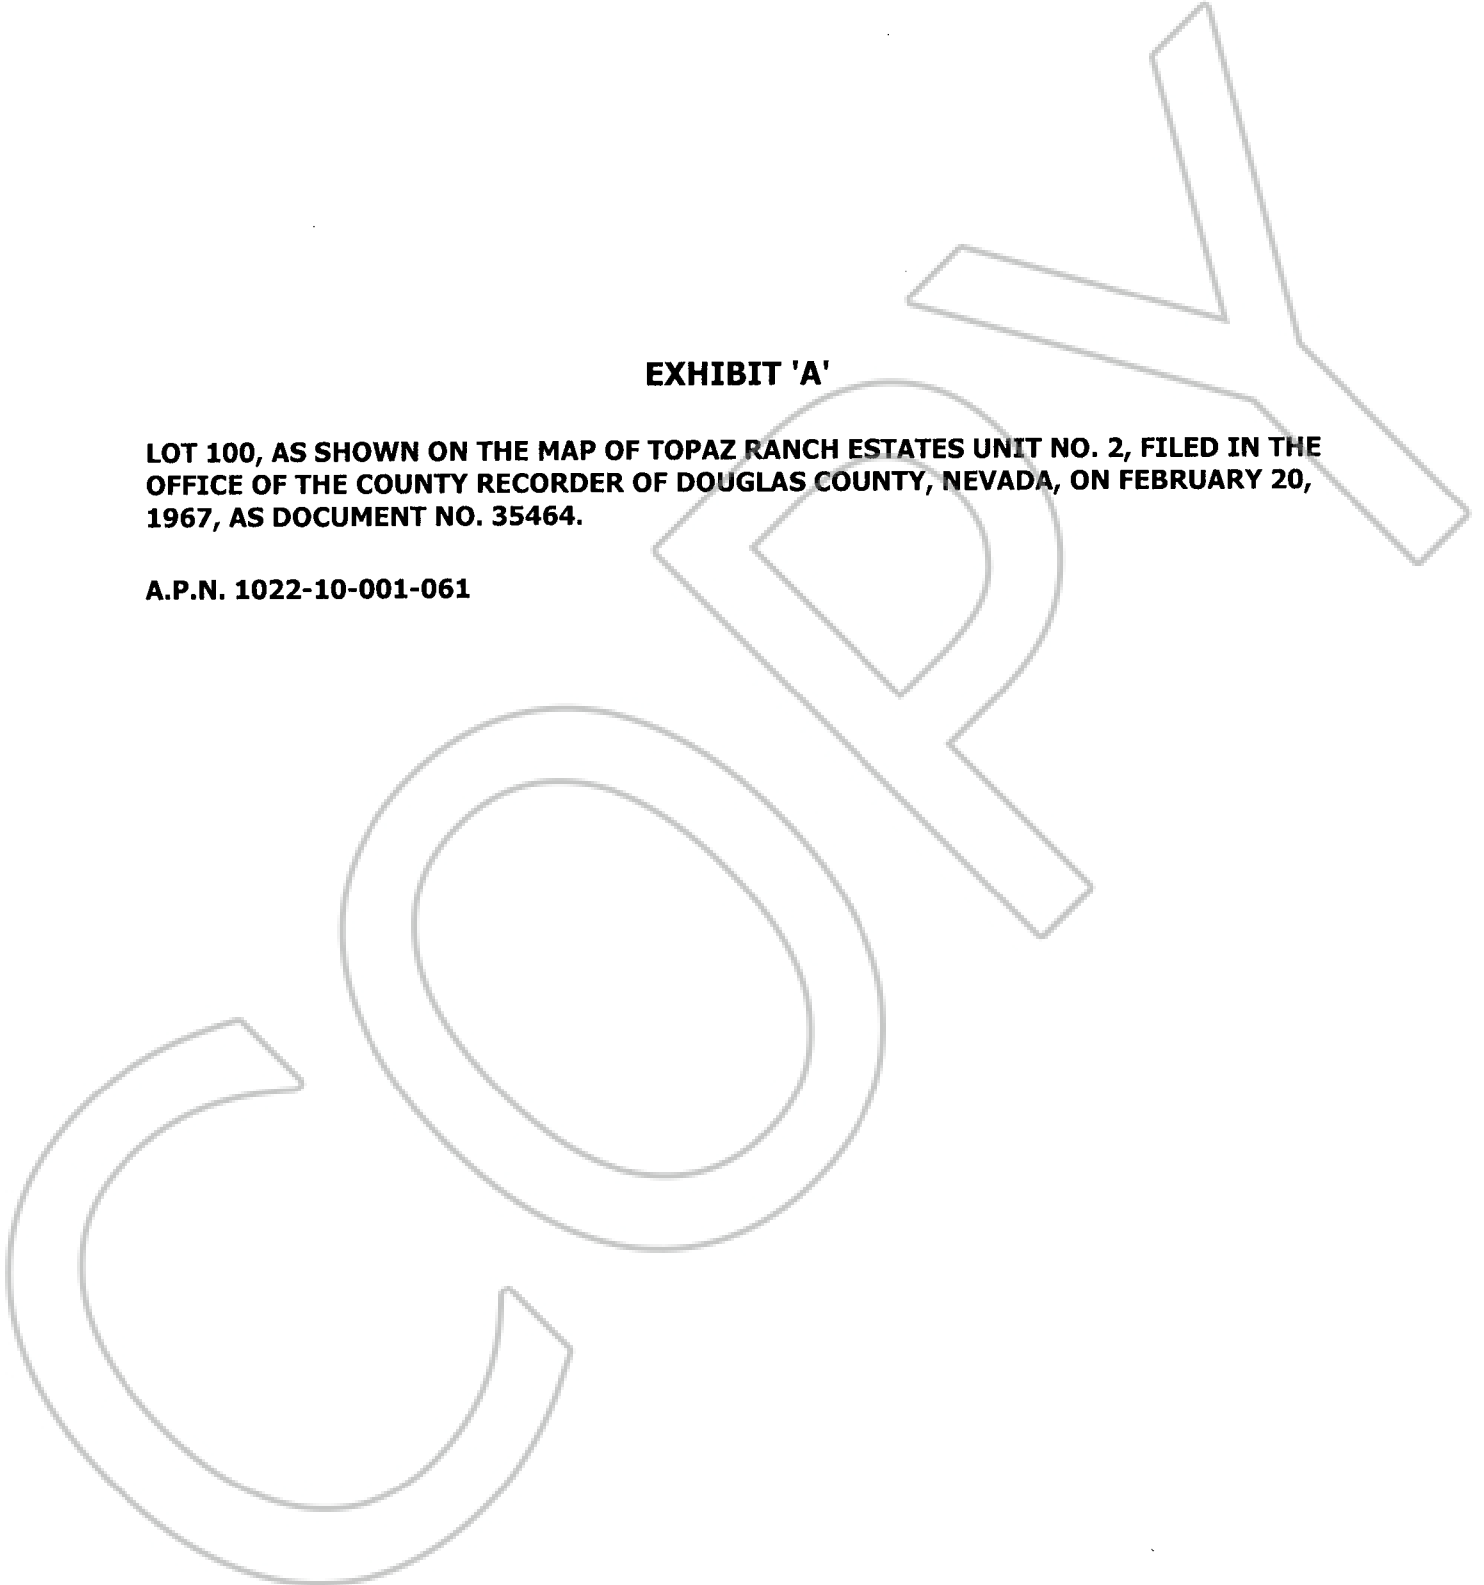 EXHIBIT 'A'
LOT 100, AS SHOWN ON THE MAP OF TOPAZ RANCH ESTATES UNIT NO. 2, FILED IN THE
OFFICE OF THE COUNTY RECORDER OF DOUGLAS COUNTY, NEVADA, ON FEBRUARY 20,
1967, AS DOCUMENT NO. 35464.
A.P.N. 1022-10-001-061
COPY